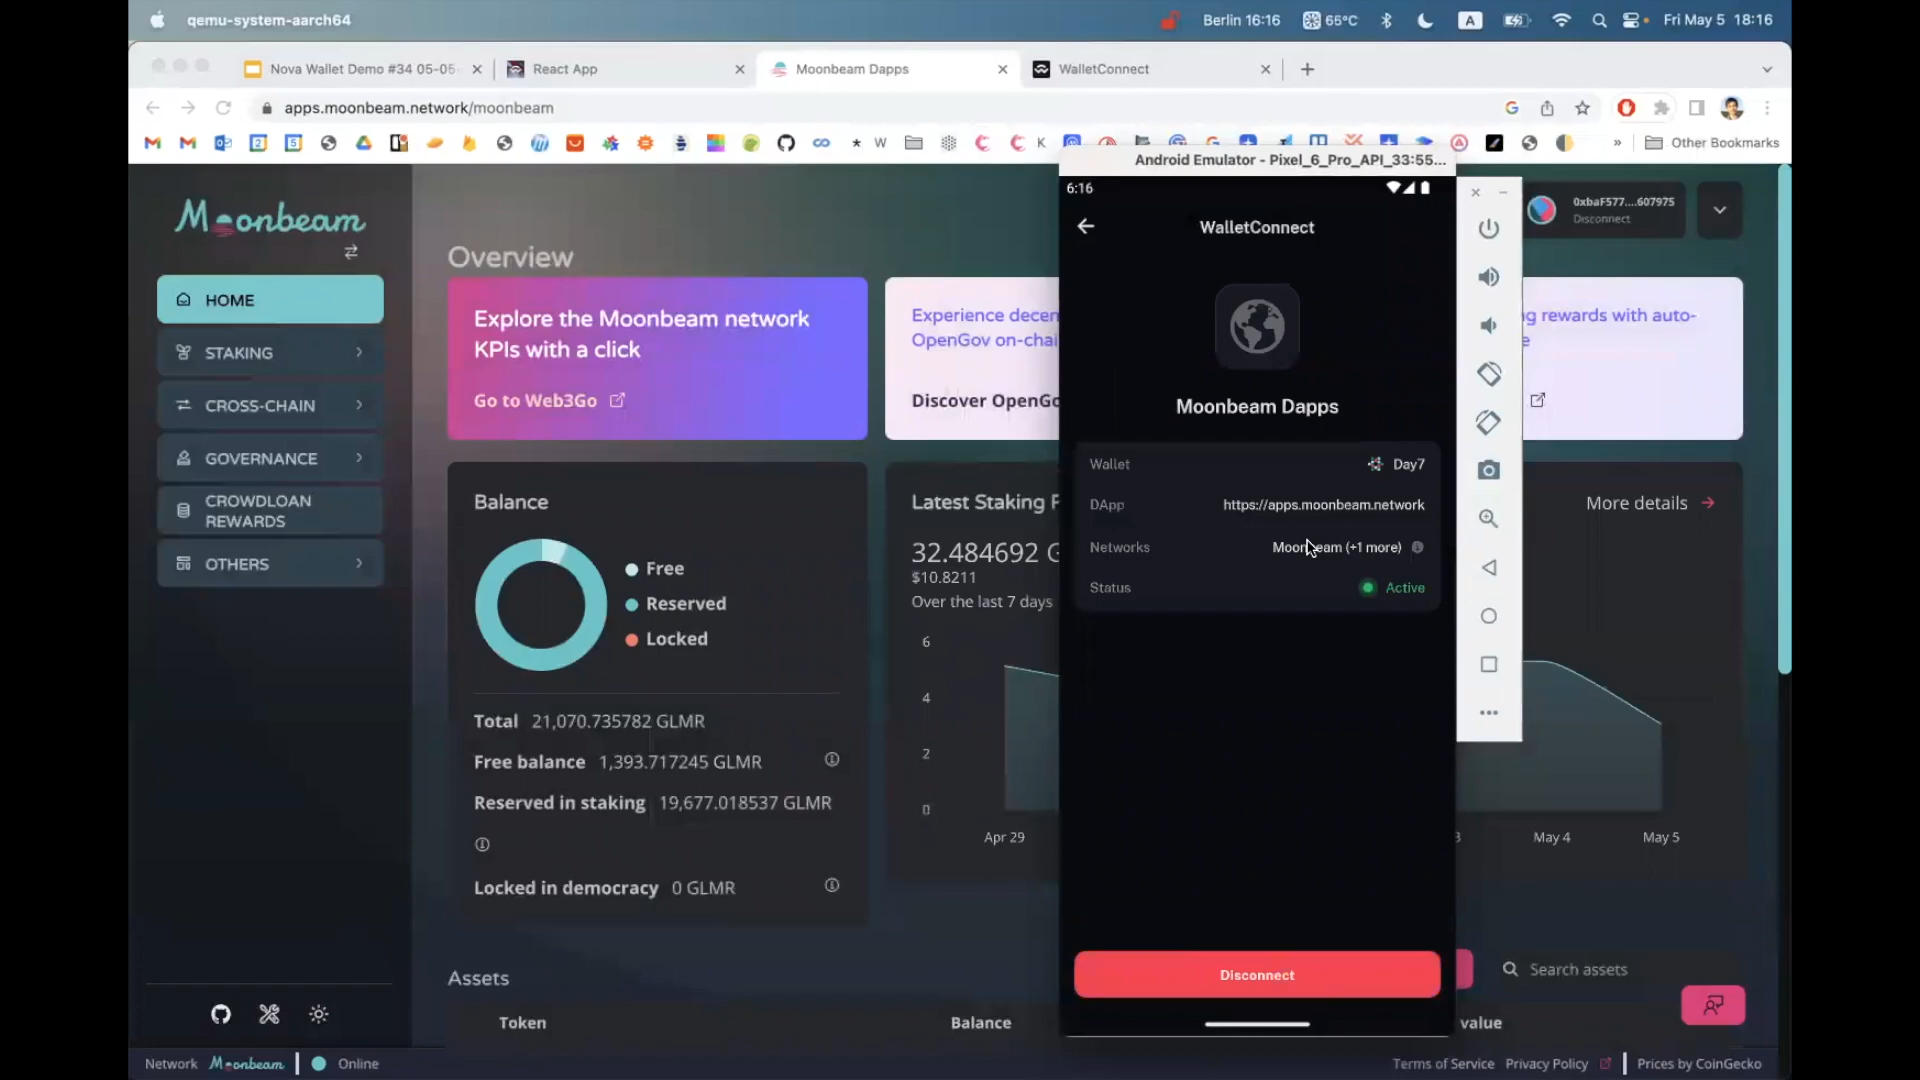 qemu-system-aarch64
Berlin 16:16
65°C
A
Fri May 5 18:16
Nova Wallet Demo #34 05-05
React App
Moonbeam Dapps
WalletConnect
apps.moonbeam.network/moonbeam
W
K
Other Bookmarks
Android Emulator - Pixel_6_Pro_API_33:55...
Moonbeam
HOME
STAKING
CROSS-CHAIN
GOVERNANCE
CROWDLOAN
REWARDS
OTHERS
Network Moonbeam
Online
Overview
Explore the Moonbeam network
KPIs with a click
Go to Web3Go
Experience decen
OpenGov on-chai
Discover OpenGo
g rewards with auto-
e
0xbaF577....607975
Disconnect
Balance
Free
Reserved
Locked
Total 21,070.735782 GLMR
Free balance 1,393.717245 GLMR
Reserved in staking 19,677.018537 GLMR
Locked in democracy 0 GLMR
Latest Staking
32.484692 G
$10.8211
Over the last 7 days
More details
6
4
2
0
Apr 29
3
May 4
May 5
6:16
WalletConnect
Moonbeam Dapps
Wallet
Day7
DApp
https://apps.moonbeam.network
Networks
Moonbeam (+1 more)
Status
Active
Disconnect
Assets
Search assets
Token
Balance
value
Terms of Service
Privacy Policy
Prices by CoinGecko